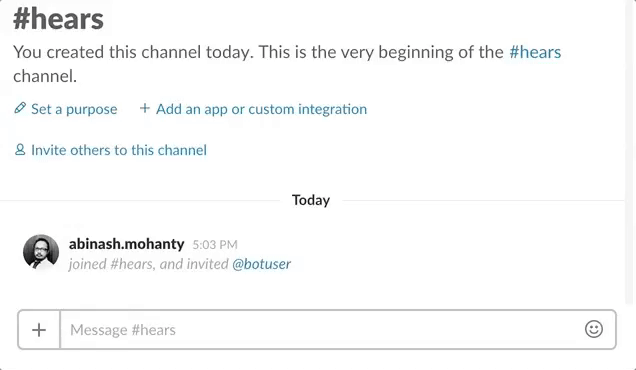 #hears
You created this channel today. This is the very beginning of the #hears
channel.
Set a purpose + Add an app or custom integration
Invite others to this channel
Today
abinash.mohanty 5:03 PM
joined #hears, and invited @botuser
+ Message #hears